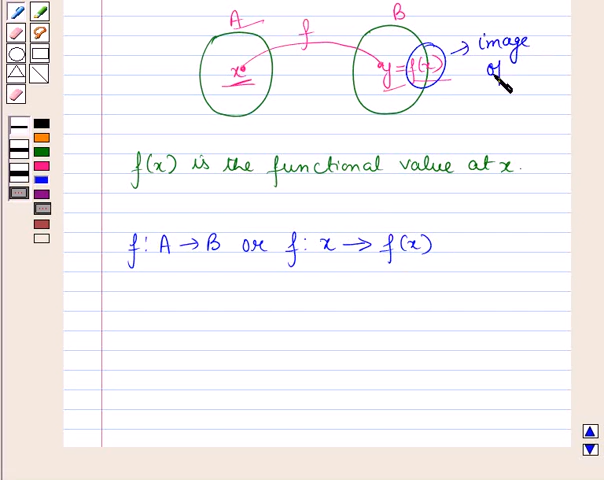 A f B
x y = f(x) → image
of
f(x) is the functional value at x.
f : A → B or f : x → f(x)